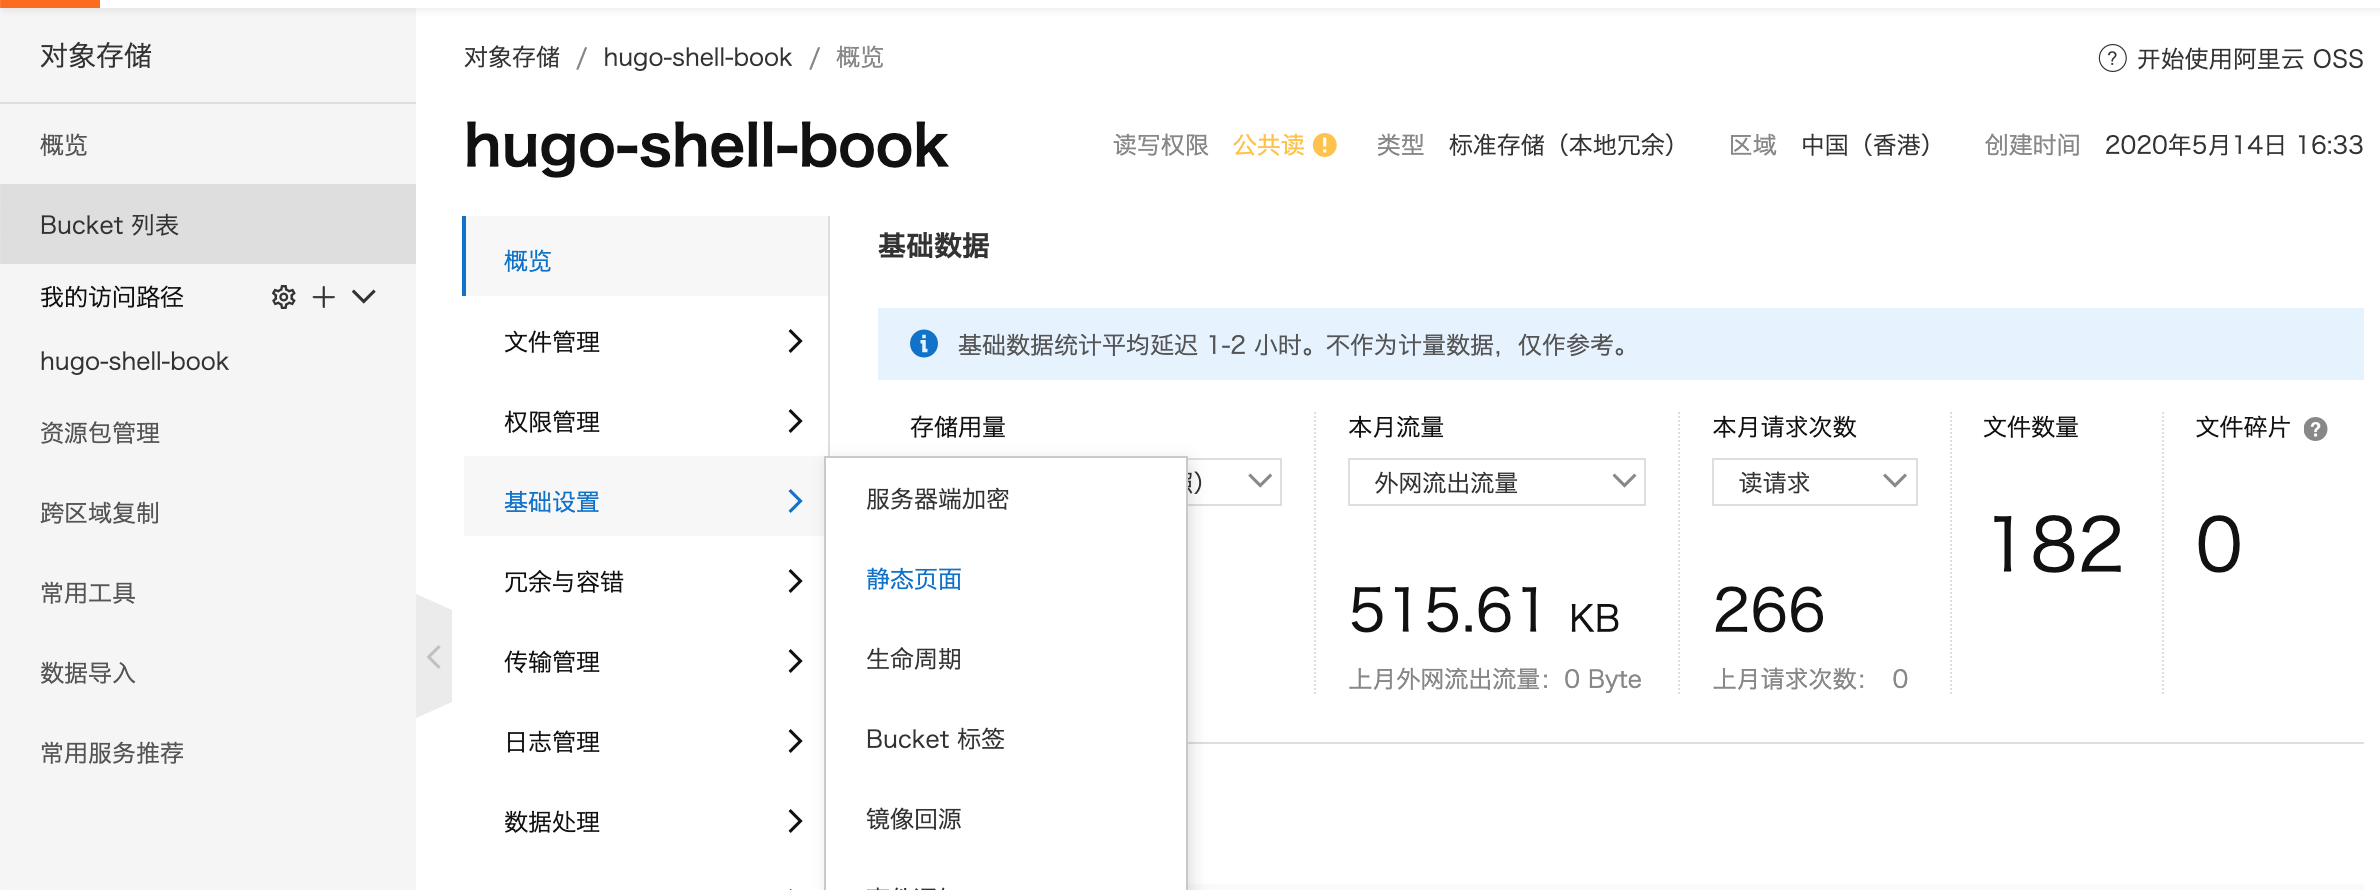 对象存储
概览
Bucket 列表
我的访问路径
hugo-shell-book
资源包管理
跨区域复制
常用工具
数据导入
常用服务推荐
对象存储 / hugo-shell-book / 概览
开始使用阿里云 OSS
hugo-shell-book
读写权限 公共读 类型 标准存储（本地冗余） 区域 中国（香港） 创建时间 2020年5月14日 16:33
概览
文件管理
权限管理
基础设置
冗余与容错
传输管理
日志管理
数据处理
服务器端加密
静态页面
生命周期
Bucket 标签
镜像回源
基础数据
基础数据统计平均延迟 1-2 小时。不作为计量数据，仅作参考。
存储用量
本月流量
外网流出流量
515.61 KB
上月外网流出流量：0 Byte
本月请求次数
读请求
266
上月请求次数： 0
文件数量
182
文件碎片
0